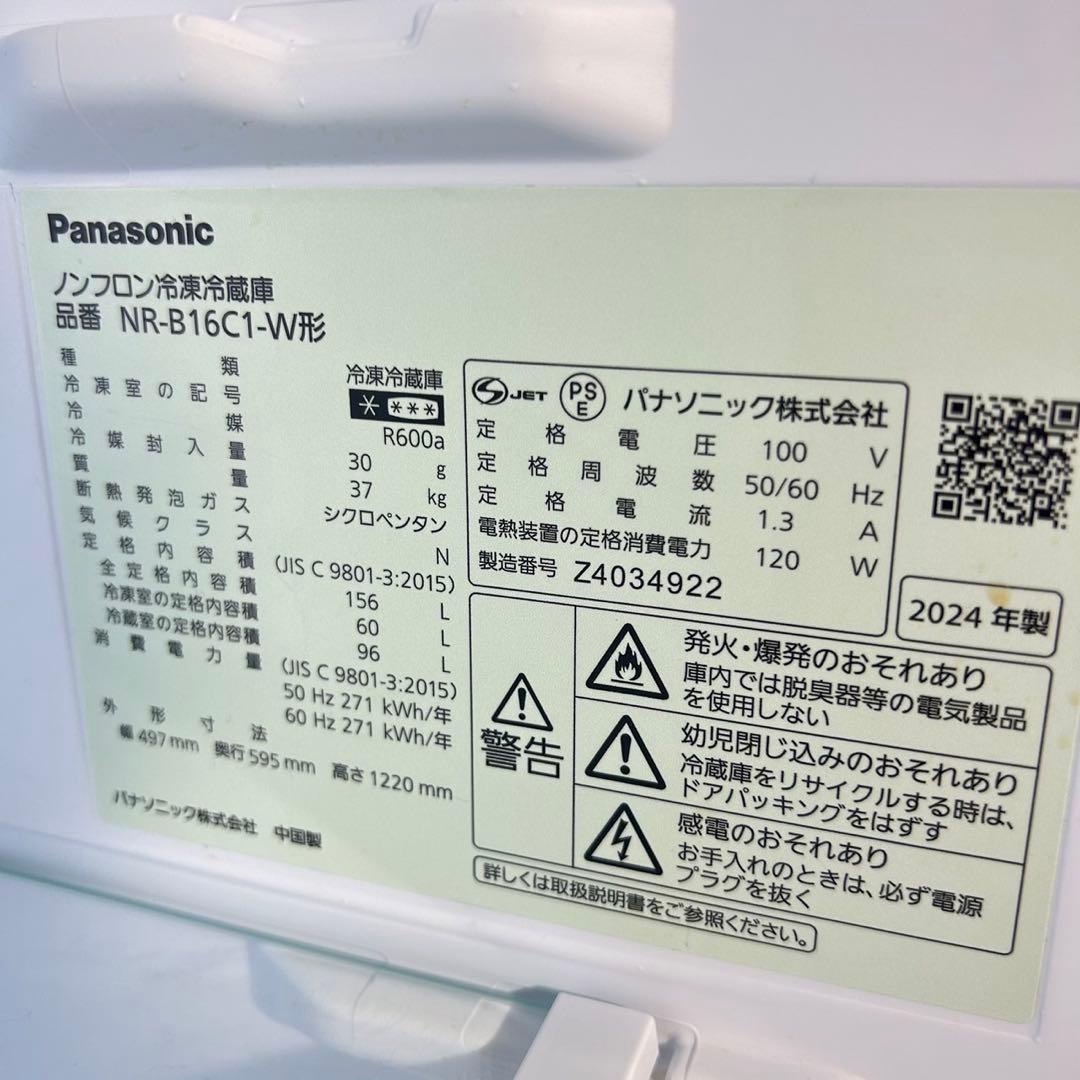 Panasonic
ノンフロン冷凍冷蔵庫
品番 NR-B16C1-W形
種類 冷凍冷蔵庫
冷凍室の記号 * ***
冷媒 R600a
冷媒封入量 30 g
質量 37 kg
断熱発泡ガス シクロペンタン
気候クラス N
定格内容積 (JIS C 9801-3:2015)
全定格内容積 156 L
冷凍室の定格内容積 60 L
冷蔵室の定格内容積 96 L
消費電力量 (JIS C 9801-3:2015)
50 Hz 271 kWh/年
60 Hz 271 kWh/年
外形寸法
幅 497 mm 奥行 595 mm 高さ 1220 mm
パナソニック株式会社 中国製
S JET PS E パナソニック株式会社
定格電圧 100 V
定格周波数 50/60 Hz
定格電流 1.3 A
電熱装置の定格消費電力 120 W
製造番号 Z4034922
2024 年製
警告
発火・爆発のおそれあり
庫内では脱臭器等の電気製品
を使用しない
幼児閉じ込みのおそれあり
冷蔵庫をリサイクルする時は、
ドアパッキングをはずす
感電のおそれあり
お手入れのときは、必ず電源
プラグを抜く
詳しくは取扱説明書をご参照ください。